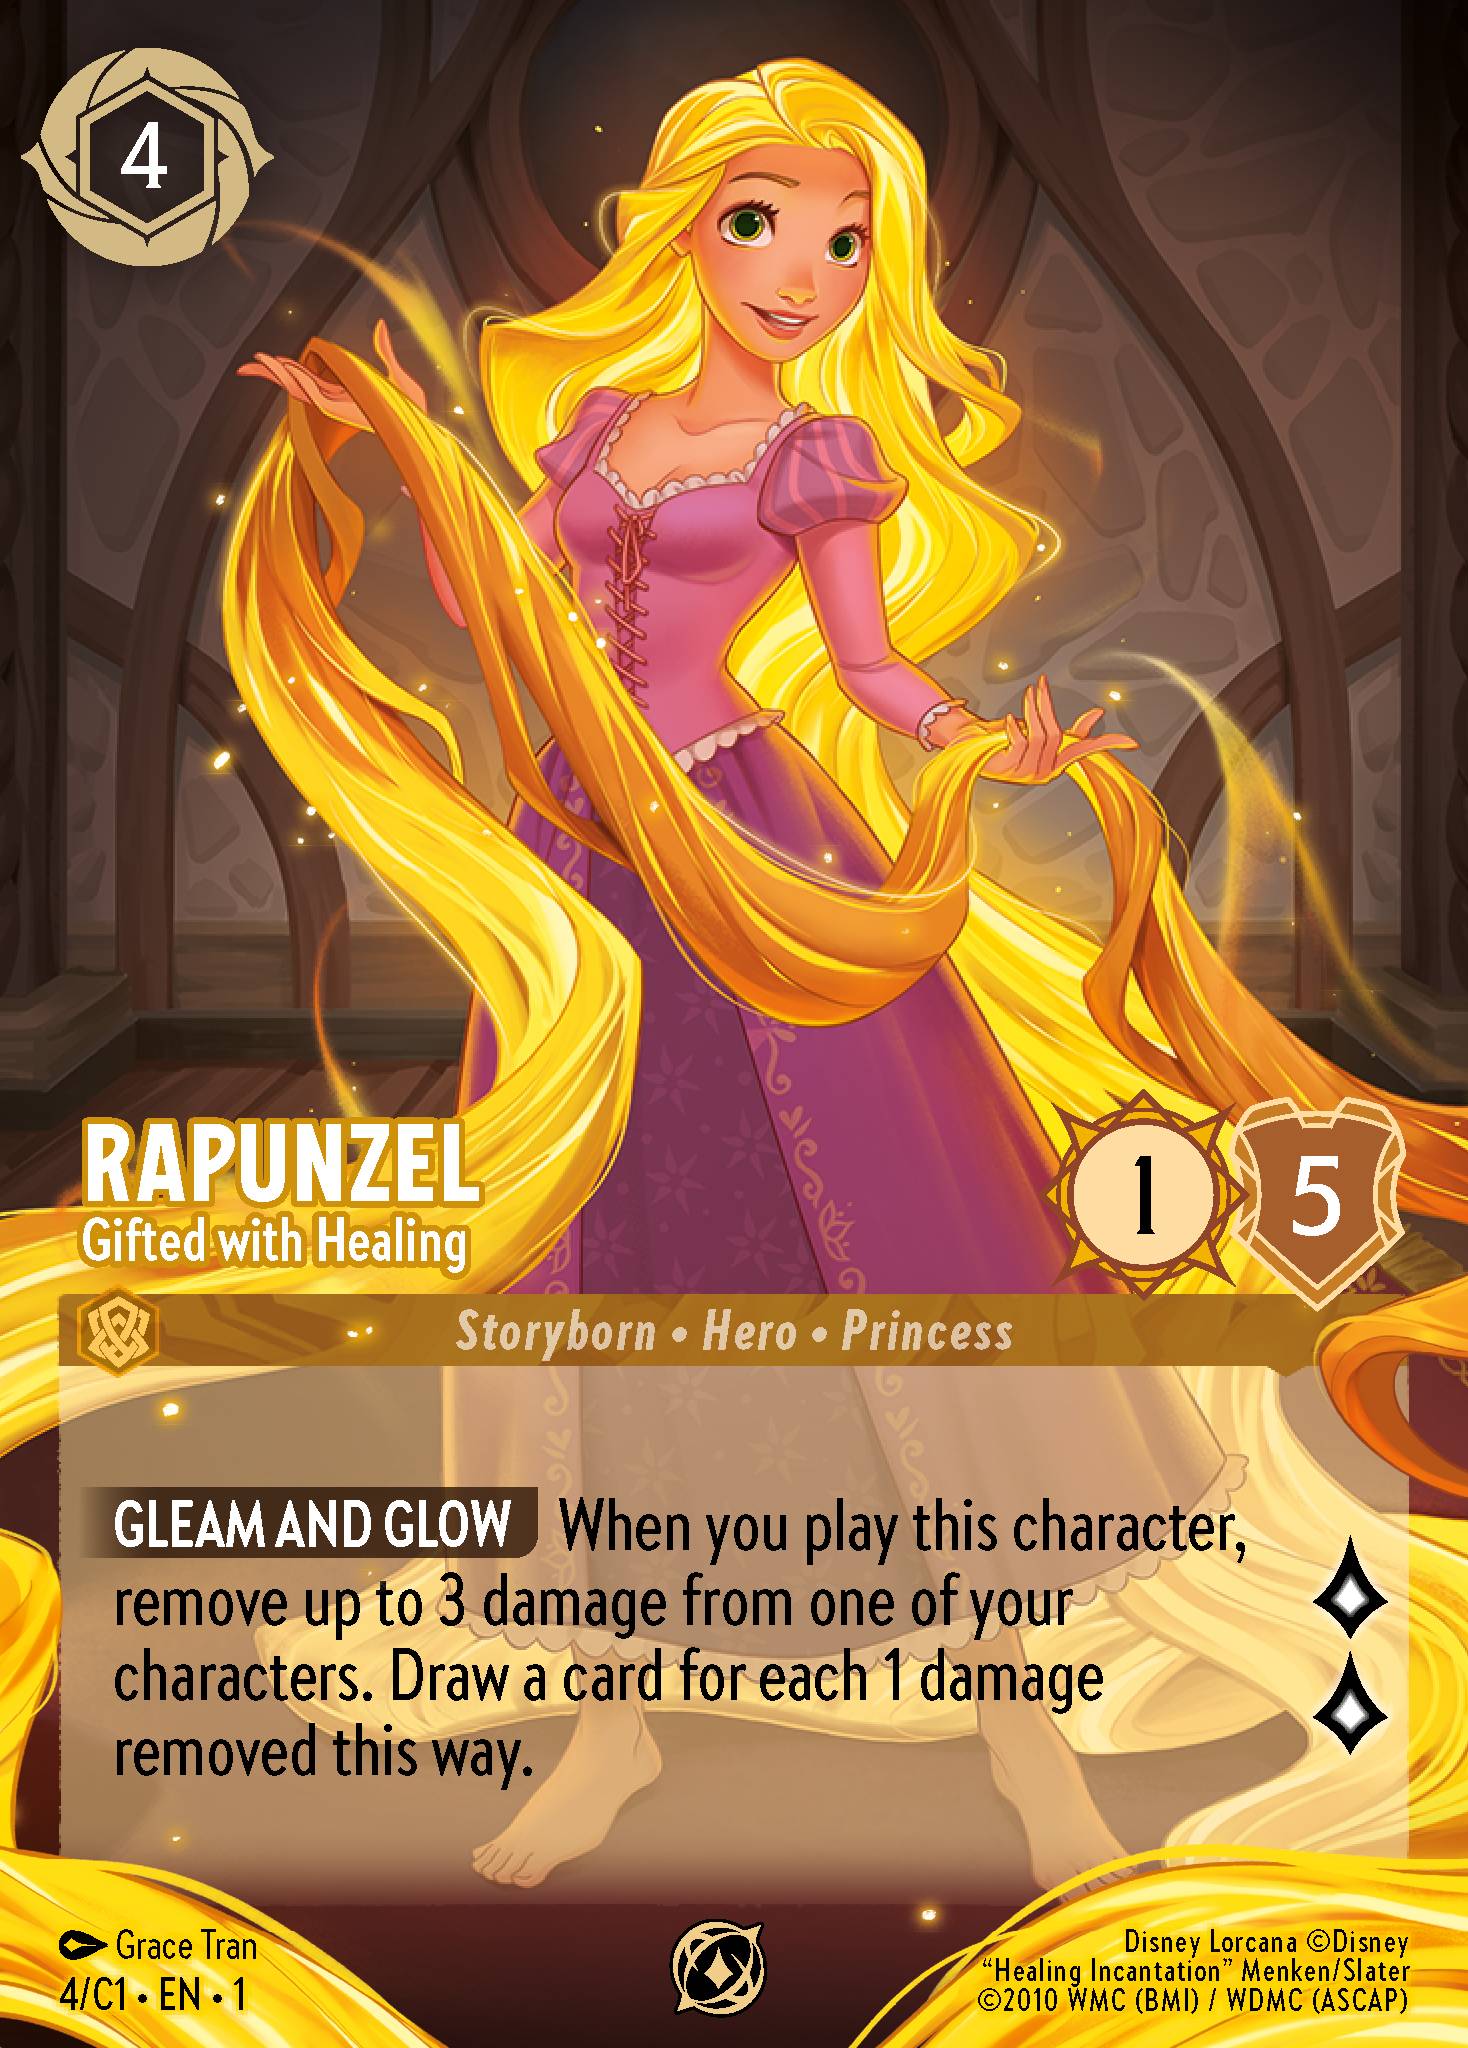 4
RAPUNZEL
Gifted with Healing
1
5
Storyborn • Hero • Princess
GLEAM AND GLOW When you play this character,
remove up to 3 damage from one of your
characters. Draw a card for each 1 damage
removed this way.
Grace Tran
4/C1 • EN • 1
Disney Lorcana ©Disney
“Healing Incantation” Menken/Slater
©2010 WMC (BMI) / WDMC (ASCAP)